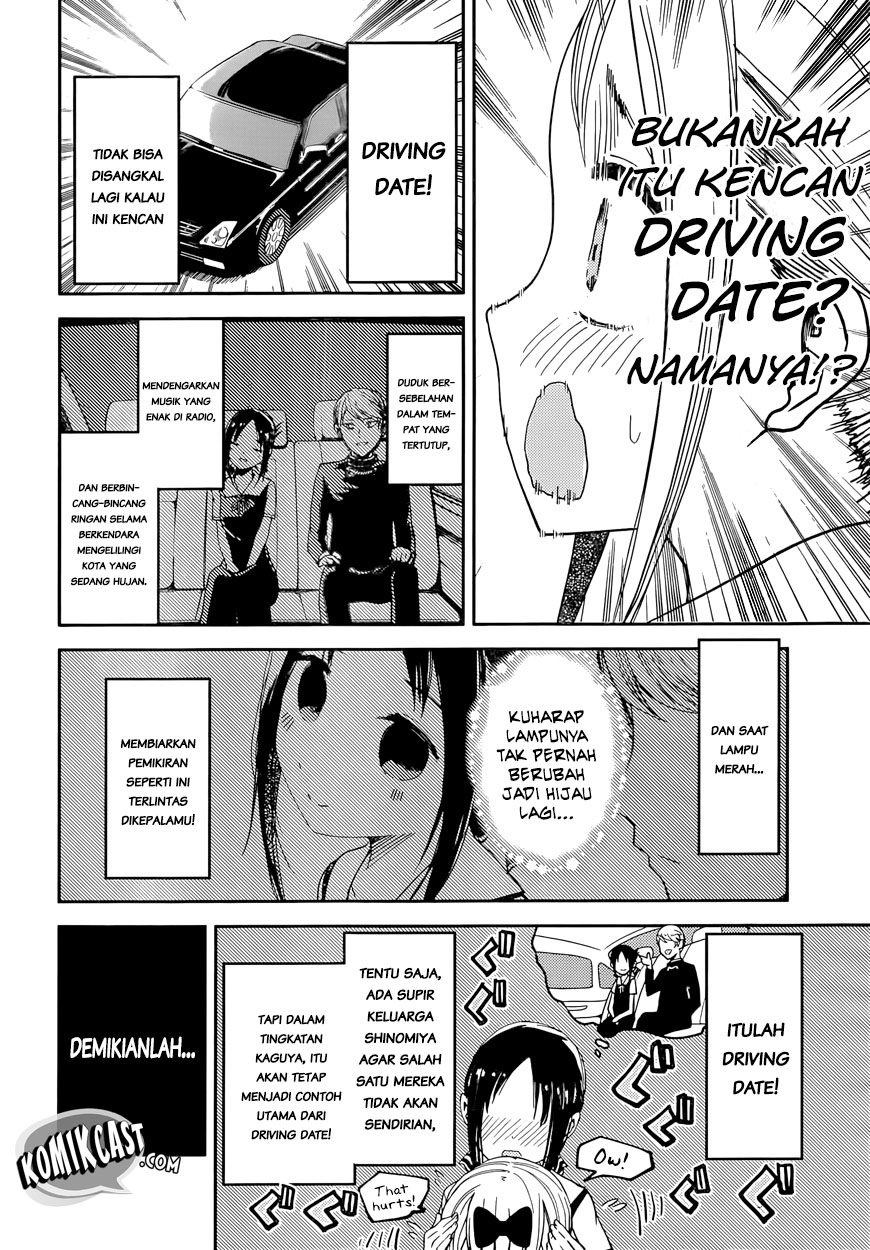 BUKANKAH
ITU KENCAN
DRIVING
DATE?
NAMANYA!?
DRIVING
DATE!
TIDAK BISA
DISANGKAL
LAGI KALAU
INI KENCAN
DUDUK BER-
SEBELAHAN
DALAM TEM-
PAT YANG
TERTUTUP,
MENDENGARKAN
MUSIK YANG
ENAK DI RADIO,
DAN BERBIN-
CANG-BINCANG
RINGAN SELAMA
BERKENDARA
MENGELILINGI
KOTA YANG
SEDANG HUJAN.
DAN SAAT
LAMPU
MERAH...
KUHARAP
LAMPUNYA
TAK PERNAH
BERUBAH
JADI HIJAU
LAGI...
MEMBIARKAN
PEMIKIRAN
SEPERTI INI
TERLINTAS
DIKEPALAMU!
ITULAH
DRIVING
DATE!
TENTU SAJA,
ADA SUPIR
KELUARGA
SHINOMIYA
AGAR SALAH
SATU MEREKA
TIDAK AKAN
SENDIRIAN,
TAPI DALAM
TINGKATAN
KAGUYA, ITU
AKAN TETAP
MENJADI CONTOH
UTAMA DARI
DRIVING DATE!
Ow!
That
hurts!
DEMIKIANLAH...
KOMIKCAST
.COM